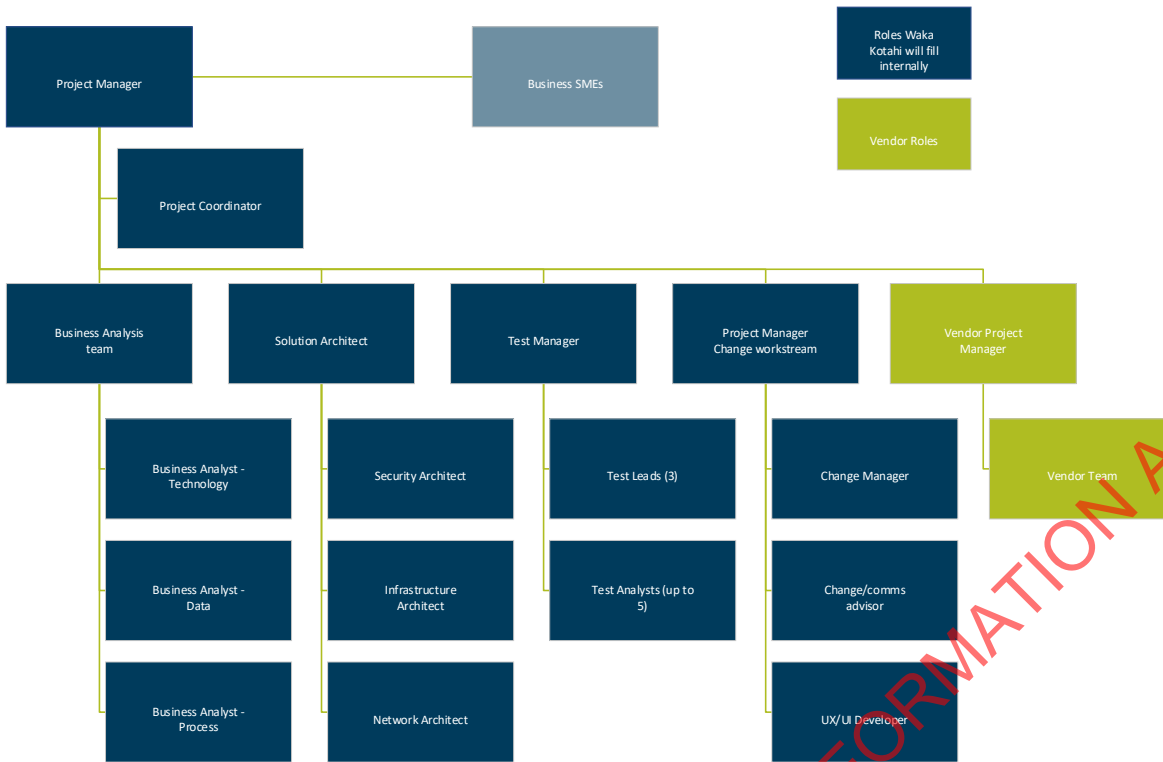 Project Manager
Business SMEs
Roles Waka
Kotahi will fill
internally
Vendor Roles
Project Coordinator
Business Analysis
team
Solution Architect
Test Manager
Project Manager
Change workstream
Vendor Project
Manager
Business Analyst -
Technology
Security Architect
Test Leads (3)
Change Manager
Vendor Team
Business Analyst -
Data
Infrastructure
Architect
Test Analysts (up to
5)
Change/comms
advisor
Business Analyst -
Process
Network Architect
UX/UI Developer
FORMATION A